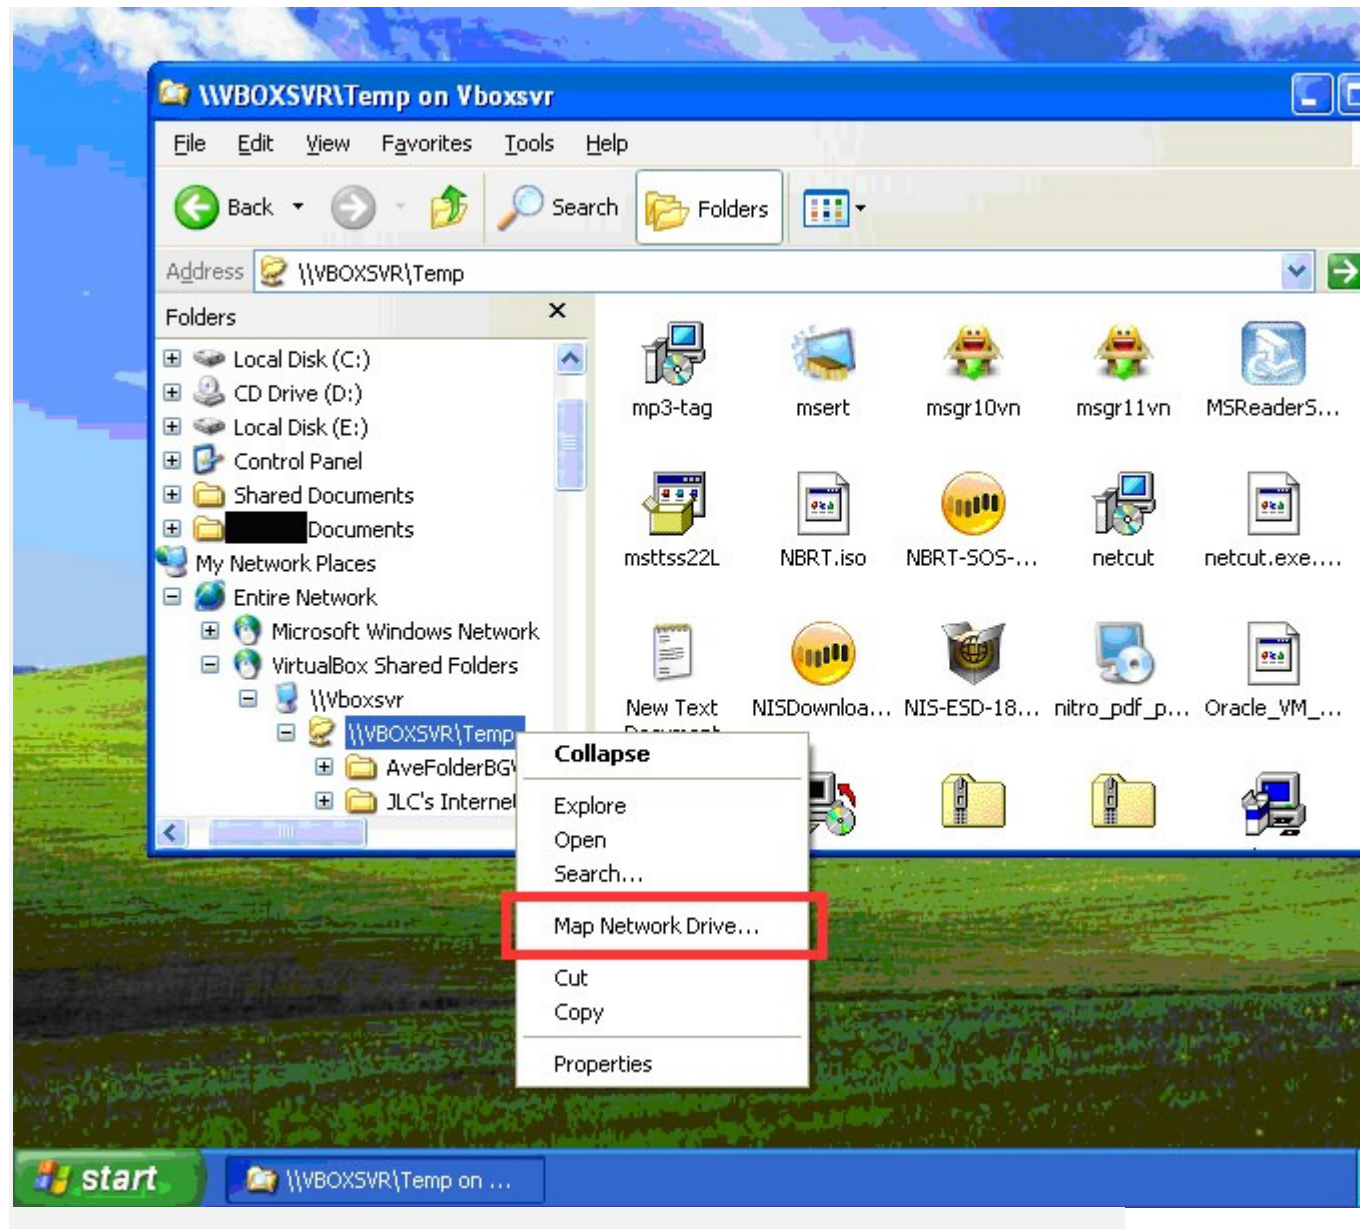 \\VBOXSVR\Temp on Vboxsvr
File Edit View Favorites Tools Help
Back Search Folders
Address \\VBOXSVR\Temp
Folders
Local Disk (C:)
CD Drive (D:)
Local Disk (E:)
Control Panel
Shared Documents
Documents
My Network Places
Entire Network
Microsoft Windows Network
VirtualBox Shared Folders
\\Vboxsvr
\\VBOXSVR\Temp
AveFolderBG
JLC's Interne
mp3-tag msert msgr10vn msgr11vn MSReaderS...
msttss22L NBRT.iso NBRT-SOS-... netcut netcut.exe....
New Text NISDownloa... NIS-ESD-18... nitro_pdf_p... Oracle_VM_...
Document
Collapse
Explore
Open
Search...
Map Network Drive...
Cut
Copy
Properties
start \\VBOXSVR\Temp on ...